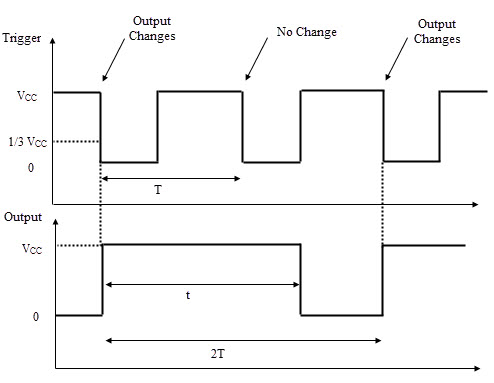 Output
Changes
No Change
Output
Changes
Trigger
VCC
1/3 VCC
0
T
Output
VCC
t
0
2T